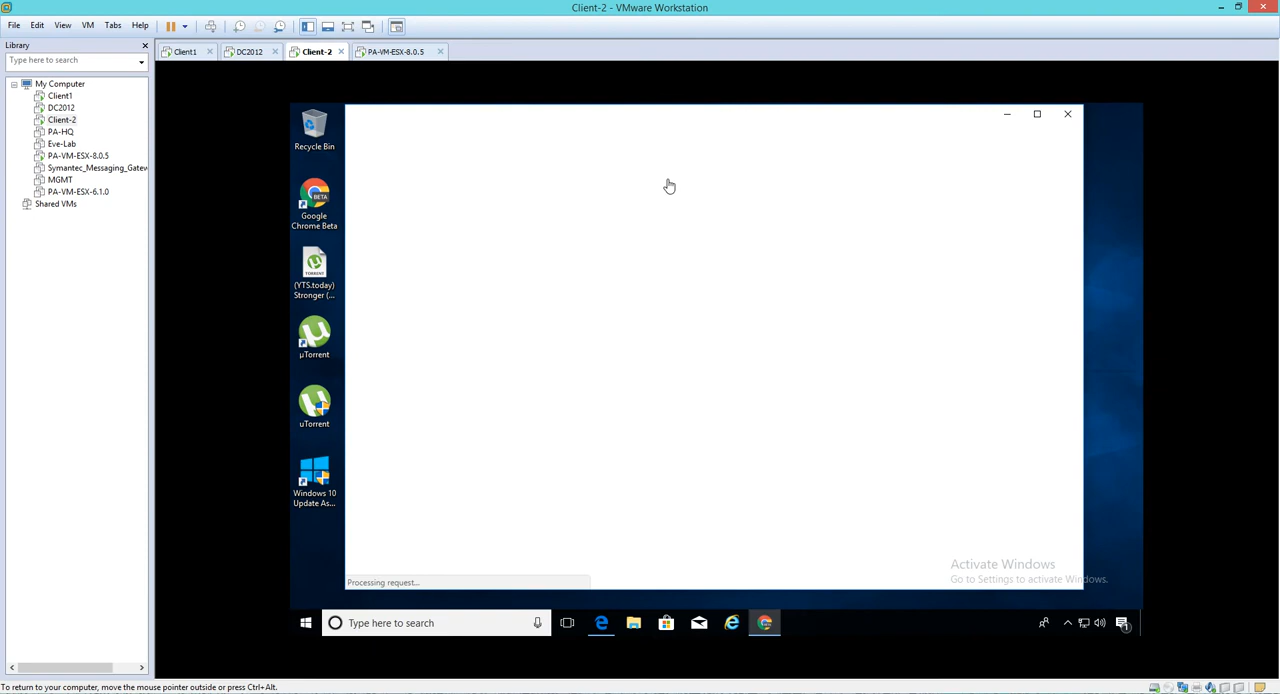 Client-2 - VMware Workstation
File Edit View VM Tabs Help
Library
Type here to search
Client1 DC2012 Client-2 PA-VM-ESX-8.0.5
My Computer
Client1
DC2012
Client-2
PA-HQ
Eve-Lab
PA-VM-ESX-8.0.5
Symantec_Messaging_Gatew
MGMT
PA-VM-ESX-6.1.0
Shared VMs
Recycle Bin
BETA
Google
Chrome Beta
TORRENT
(YTS.today)
Stronger (...
µTorrent
uTorrent
Windows 10
Update As...
Processing request...
Activate Windows
Go to Settings to activate Windows.
Type here to search
1
To return to your computer, move the mouse pointer outside or press Ctrl+Alt.